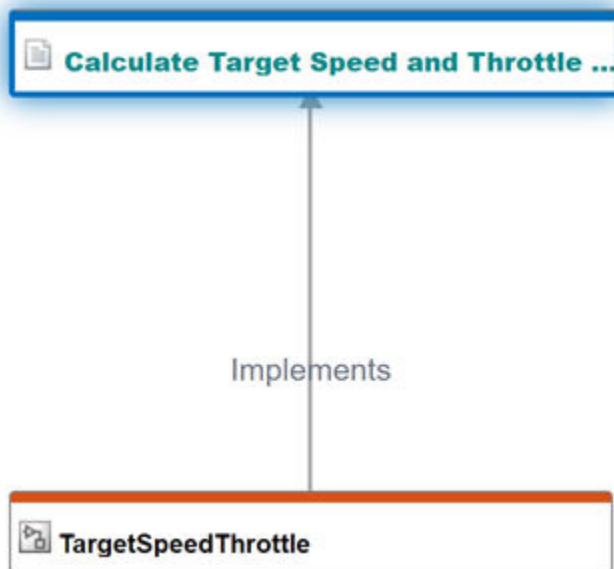 Calculate Target Speed and Throttle ...
Implements
TargetSpeedThrottle